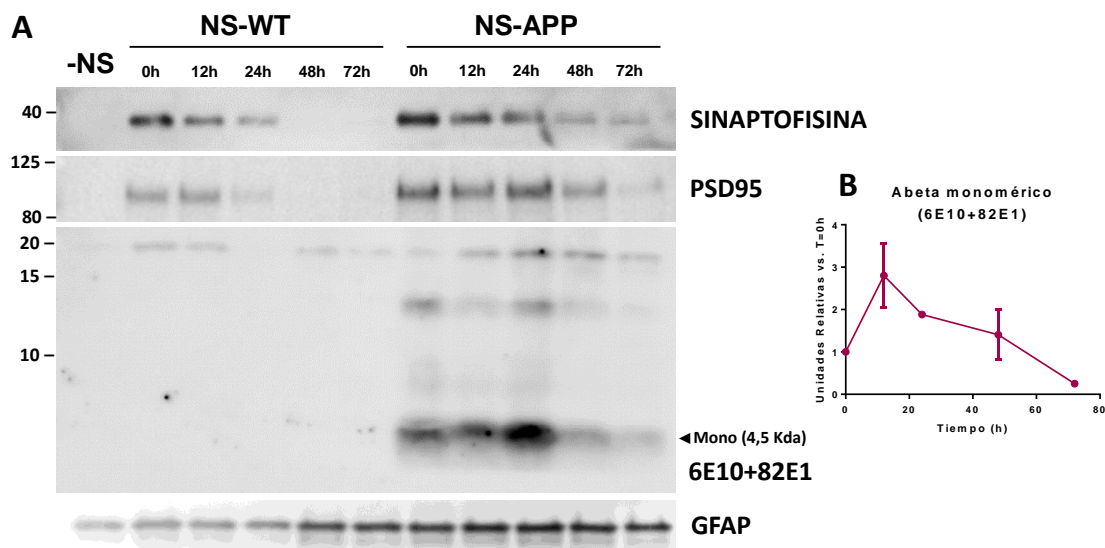 A
NS-WT
NS-APP
-NS
0h 12h 24h 48h 72h
0h 12h 24h 48h 72h
40
SINAPTOFISINA
125
80
PSD95
20
15
10
Mono (4,5 Kda)
6E10+82E1
GFAP
B
Abeta monomérico
(6E10+82E1)
Unidades Relativas vs. T=0h
4
3
2
1
0
0 20 40 60 80
Tiempo (h)